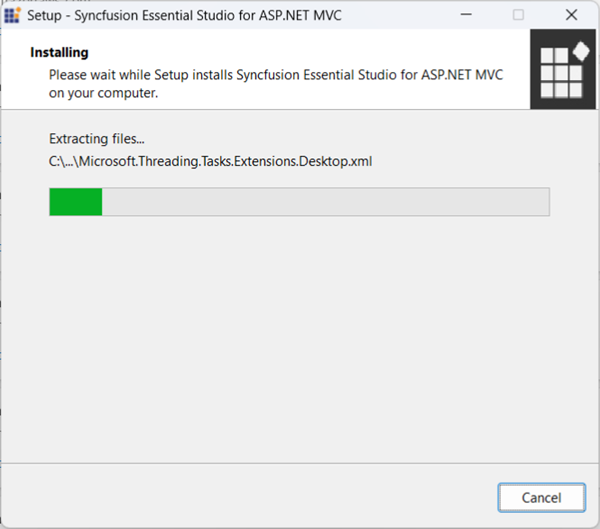 Setup - Syncfusion Essential Studio for ASP.NET MVC
Installing
Please wait while Setup installs Syncfusion Essential Studio for ASP.NET MVC
on your computer.
Extracting files...
C:\...\Microsoft.Threading.Tasks.Extensions.Desktop.xml
Cancel